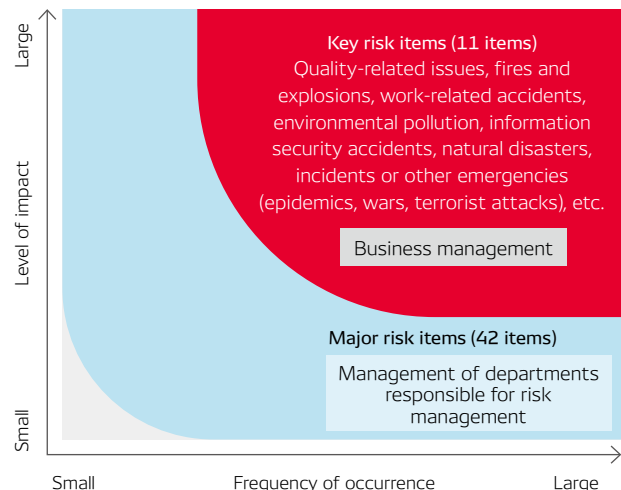 Large
Level of impact
Small
Key risk items (11 items)
Quality-related issues, fires and
explosions, work-related accidents,
environmental pollution, information
security accidents, natural disasters,
incidents or other emergencies
(epidemics, wars, terrorist attacks), etc.
Business management
Major risk items (42 items)
Management of departments
responsible for risk
management
Small
Frequency of occurrence
Large